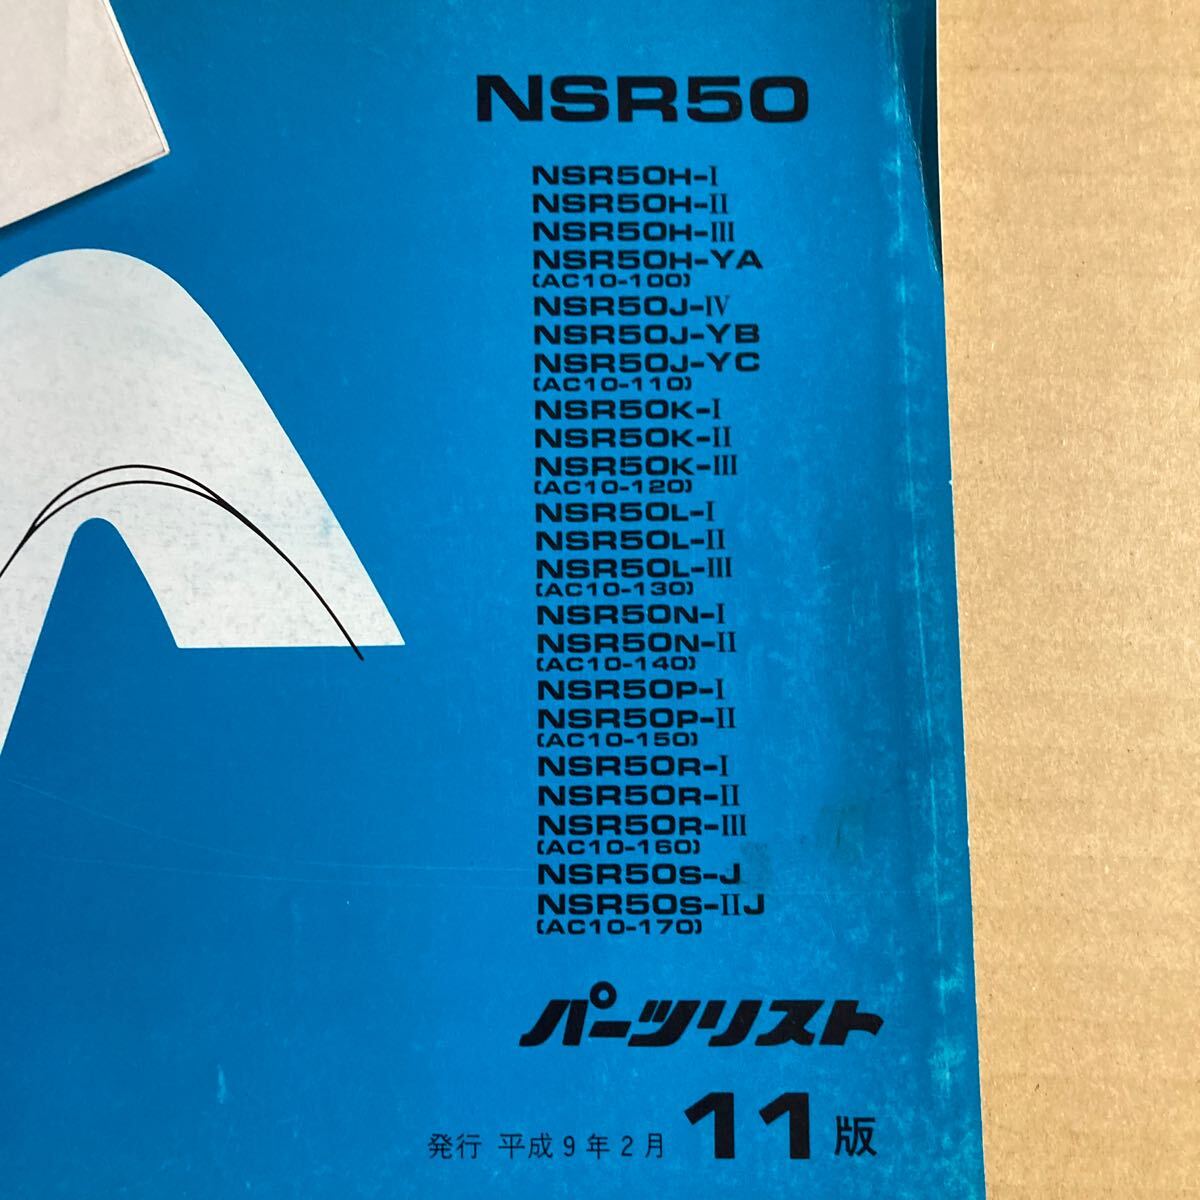 NSR50
NSR50H-I
NSR50H-II
NSR50H-III
NSR50H-YA
(AC10-100)
NSR50J-IV
NSR50J-YB
NSR50J-YC
(AC10-110)
NSR50K-I
NSR50K-II
NSR50K-III
(AC10-120)
NSR50L-I
NSR50L-II
NSR50L-III
(AC10-130)
NSR50N-I
NSR50N-II
(AC10-140)
NSR50P-I
NSR50P-II
(AC10-150)
NSR50R-I
NSR50R-II
NSR50R-III
(AC10-160)
NSR50S-J
NSR50S-IIJ
(AC10-170)
パーツリスト
発行 平成9年2月 11版